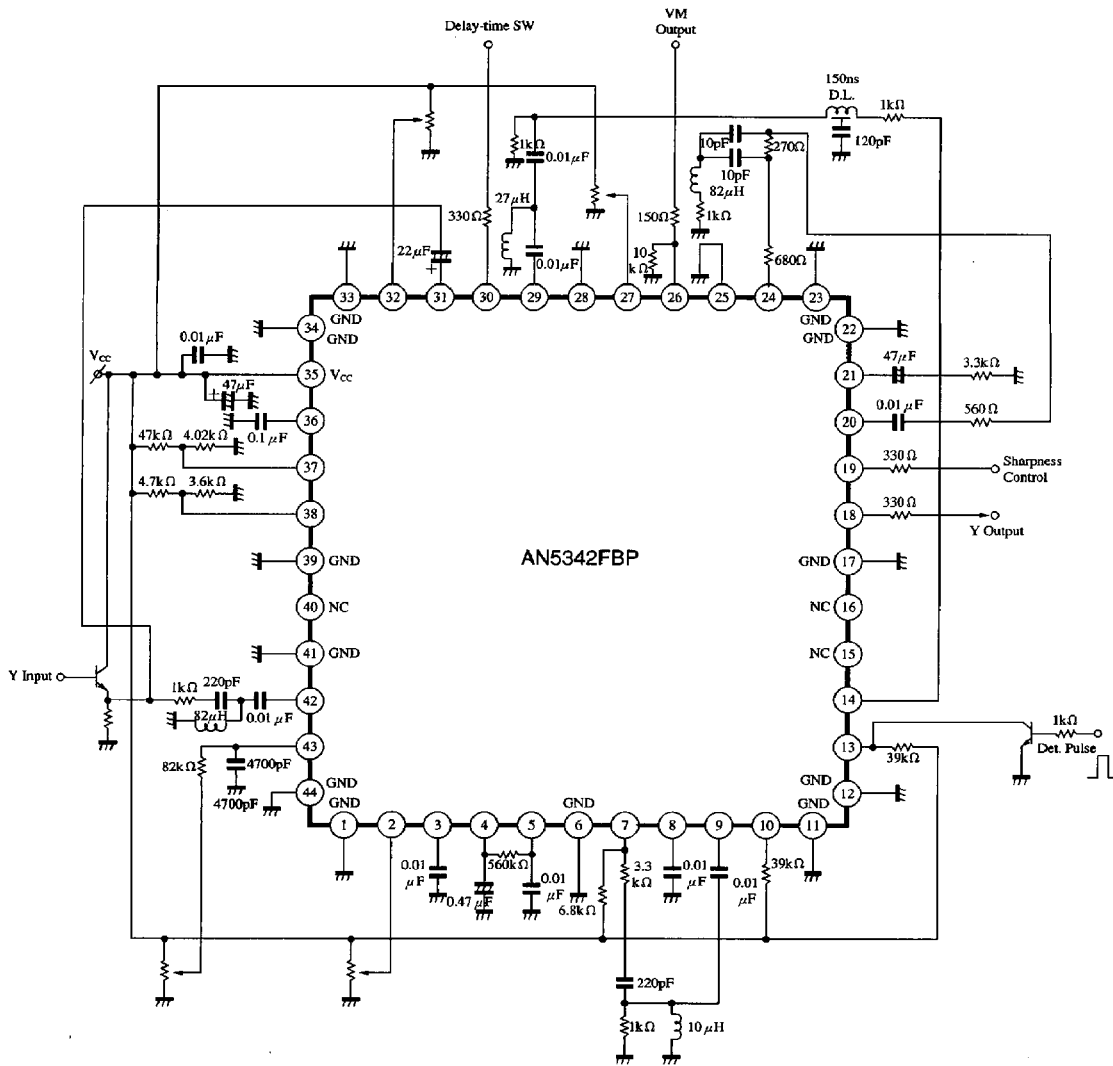 Delay-time SW
VM
Output
150ns
D.L.
1kΩ
120pF
1kΩ
0.01μF
10pF
270Ω
10pF
27μH
82μH
1kΩ
330Ω
150Ω
22μF
+
0.01μF
10
kΩ
680Ω
33
32
31
30
29
28
27
26
25
24
23
GND
GND
34
GND
GND
22
0.01μF
VCC
35
VCC
47μF
+
21
47μF
3.3kΩ
36
0.1μF
20
0.01μF
560Ω
47kΩ
4.02kΩ
37
19
330Ω
Sharpness
Control
4.7kΩ
3.6kΩ
38
18
330Ω
Y Output
AN5342FBP
39
GND
GND
17
40
NC
NC
16
41
GND
NC
15
Y Input
1kΩ
220pF
82μH
0.01μF
42
14
43
82kΩ
4700pF
4700pF
13
39kΩ
1kΩ
Det. Pulse
44
GND
GND
12
GND
GND
GND
1
2
3
4
5
6
7
8
9
10
11
0.01
μF
560kΩ
0.47μF
0.01
μF
6.8kΩ
3.3
kΩ
0.01
μF
0.01
μF
39kΩ
220pF
1kΩ
10μH